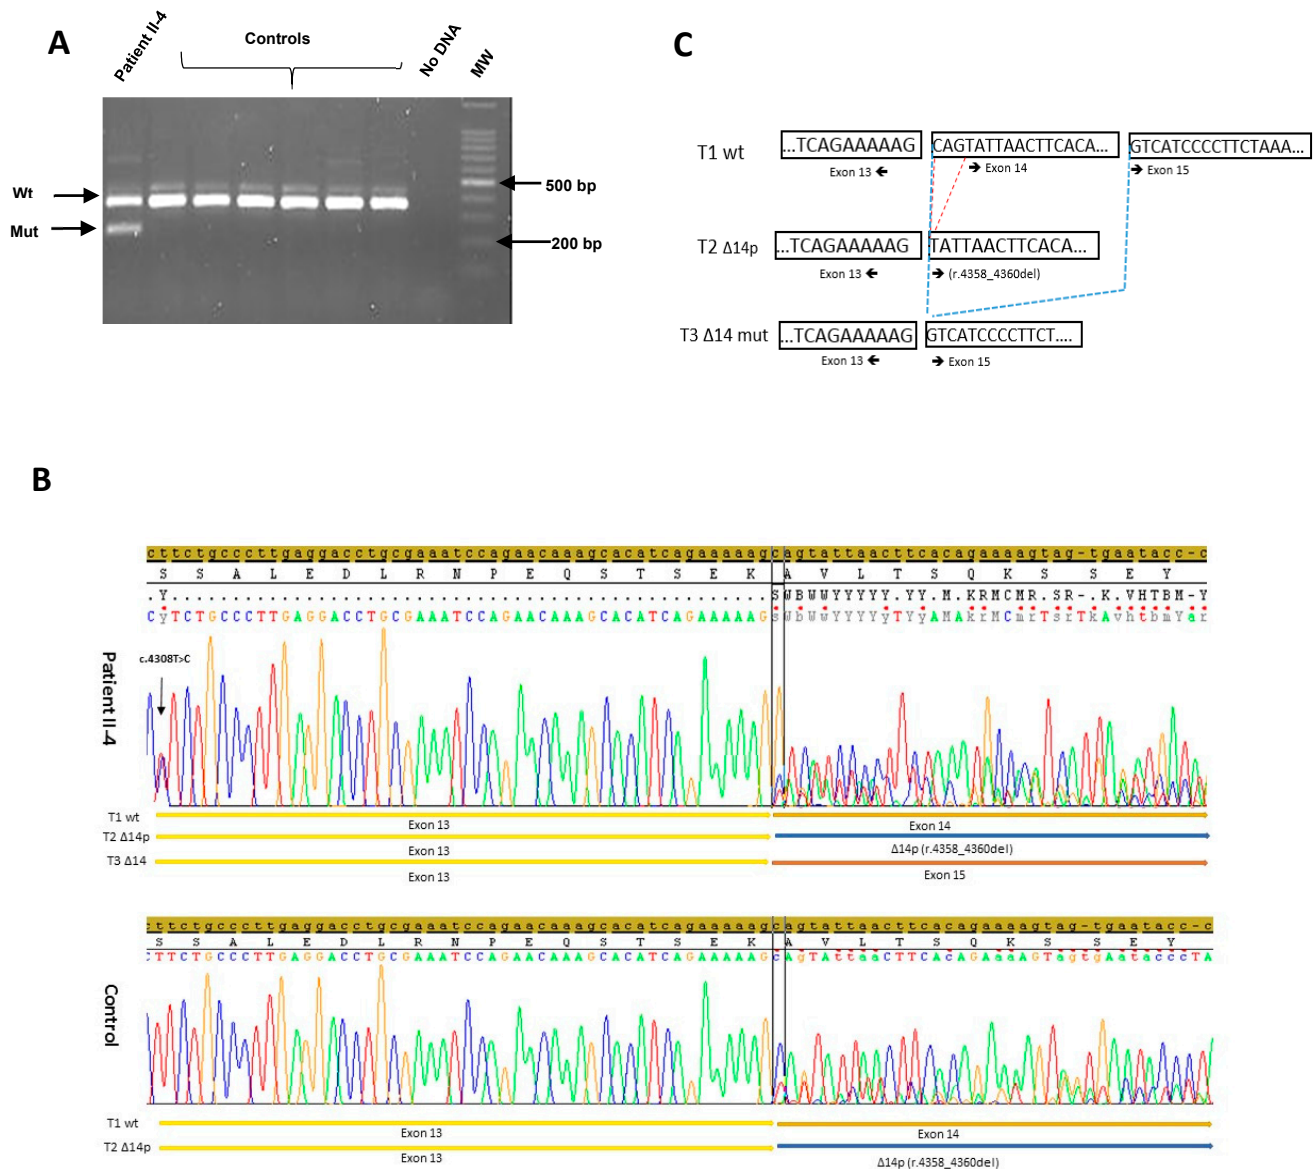 A
Patient II-4
Controls
No DNA
MW
Wt
Mut
500 bp
200 bp
C
T1 wt
...TCAGAAAAAG
CAGTATTAACTTCACA...
GTCATCCCCTTCTAAA...
Exon 13
Exon 14
Exon 15
T2 Δ14p
...TCAGAAAAAG
TATTAACTTCACA...
Exon 13
(r.4358_4360del)
T3 Δ14 mut
...TCAGAAAAAG
GTCATCCCCTTCT....
Exon 13
Exon 15
B
Patient II-4
cttctgcccttgaggacctgcgaaatccagaacaaagcacatcagaaaaagcagtattaacttcacagaaaagtag-tgaatacc-c
S S A L E D L R N P E Q S T S E K A V L T S Q K S S E Y
CyTCTGCCCTTGAGGACCTGCGAAATCCAGAACAAAGCACATCAGAAAAAG
c.4308T>C
T1 wt
Exon 13
Exon 14
T2 Δ14p
Exon 13
Δ14p (r.4358_4360del)
T3 Δ14
Exon 13
Exon 15
Control
cttctgcccttgaggacctgcgaaatccagaacaaagcacatcagaaaaagcagtattaacttcacagaaaagtag-tgaatacc-c
S S A L E D L R N P E Q S T S E K A V L T S Q K S S E Y
TTCTGCCCTTGAGGACCTGCGAAATCCAGAACAAAGCACATCAGAAAAAGcAgtAttaaCTTCACAGAaaAGTagtgAatacccTA
T1 wt
Exon 13
Exon 14
T2 Δ14p
Exon 13
Δ14p (r.4358_4360del)